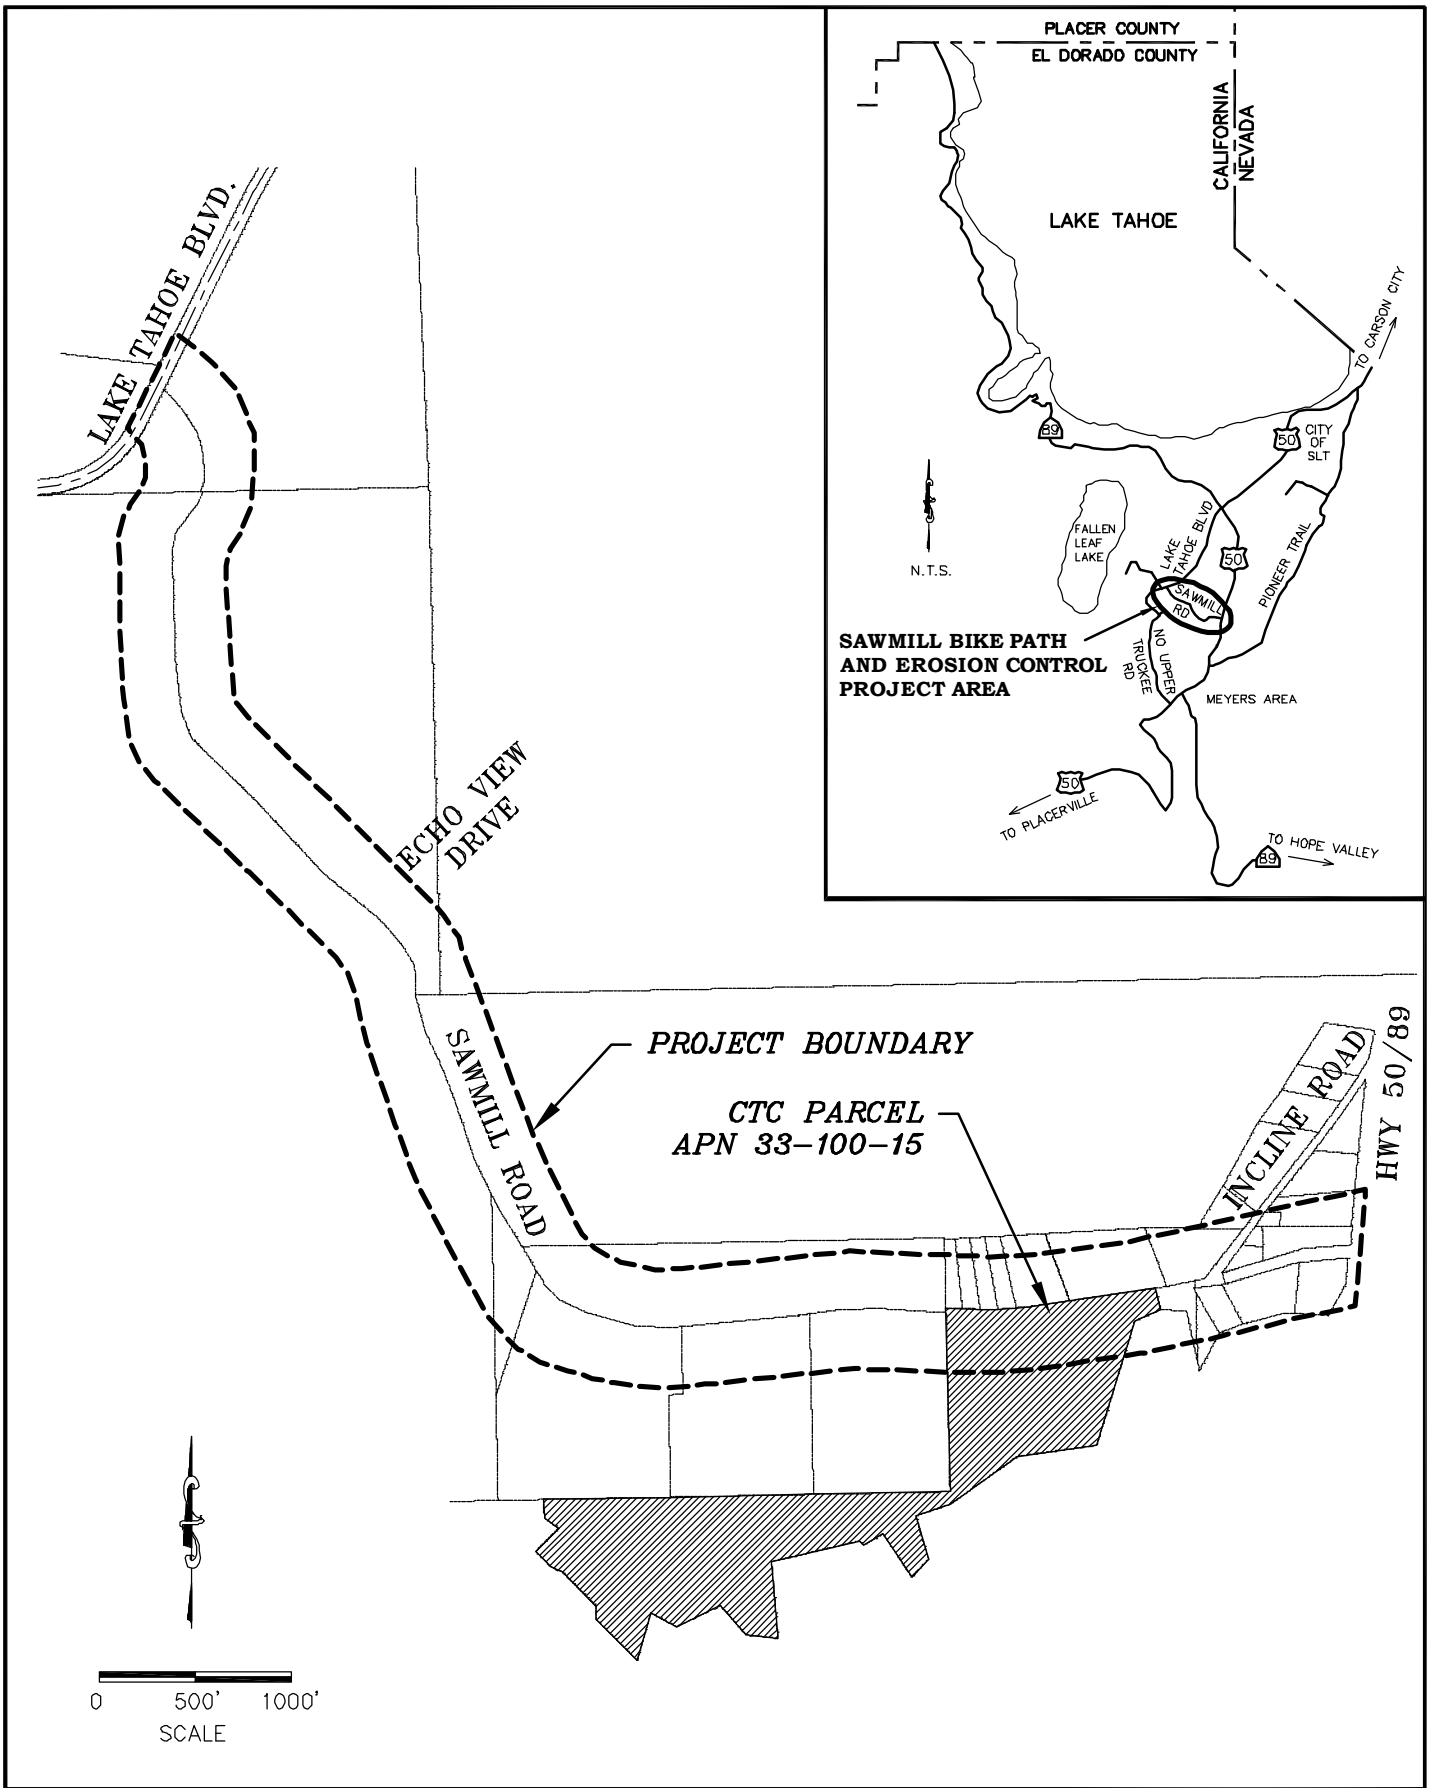 PLACER COUNTY
EL DORADO COUNTY
CALIFORNIA
NEVADA
LAKE TAHOE
TO CARSON CITY
89
50
CITY
OF
SLT
FALLEN
LEAF
LAKE
N.T.S.
LAKE
TAHOE BLVD
50
PIONEER TRAIL
SAWMILL
RD
SAWMILL BIKE PATH
AND EROSION CONTROL
PROJECT AREA
NO UPPER
TRUCKEE
RD
MEYERS AREA
50
TO PLACERVILLE
TO HOPE VALLEY
89
LAKE TAHOE BLVD.
ECHO VIEW
DRIVE
SAWMILL ROAD
PROJECT BOUNDARY
CTC PARCEL
APN 33-100-15
INCLINE ROAD
HWY 50/89
0 500' 1000'
SCALE